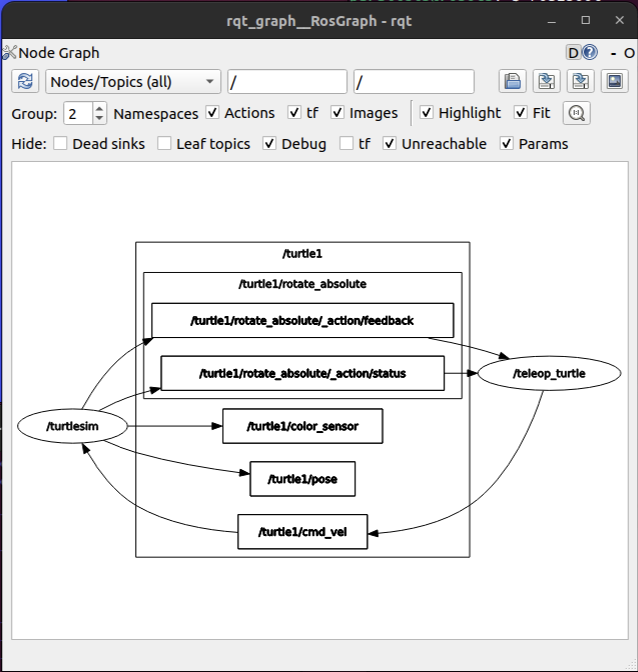 rqt_graph__RosGraph - rqt
Node Graph
D ? - O
Nodes/Topics (all) / /
Group: 2 Namespaces Actions tf Images Highlight Fit
Hide: Dead sinks Leaf topics Debug tf Unreachable Params
/turtle1
/turtle1/rotate_absolute
/turtle1/rotate_absolute/_action/feedback
/turtle1/rotate_absolute/_action/status
/teleop_turtle
/turtlesim
/turtle1/color_sensor
/turtle1/pose
/turtle1/cmd_vel